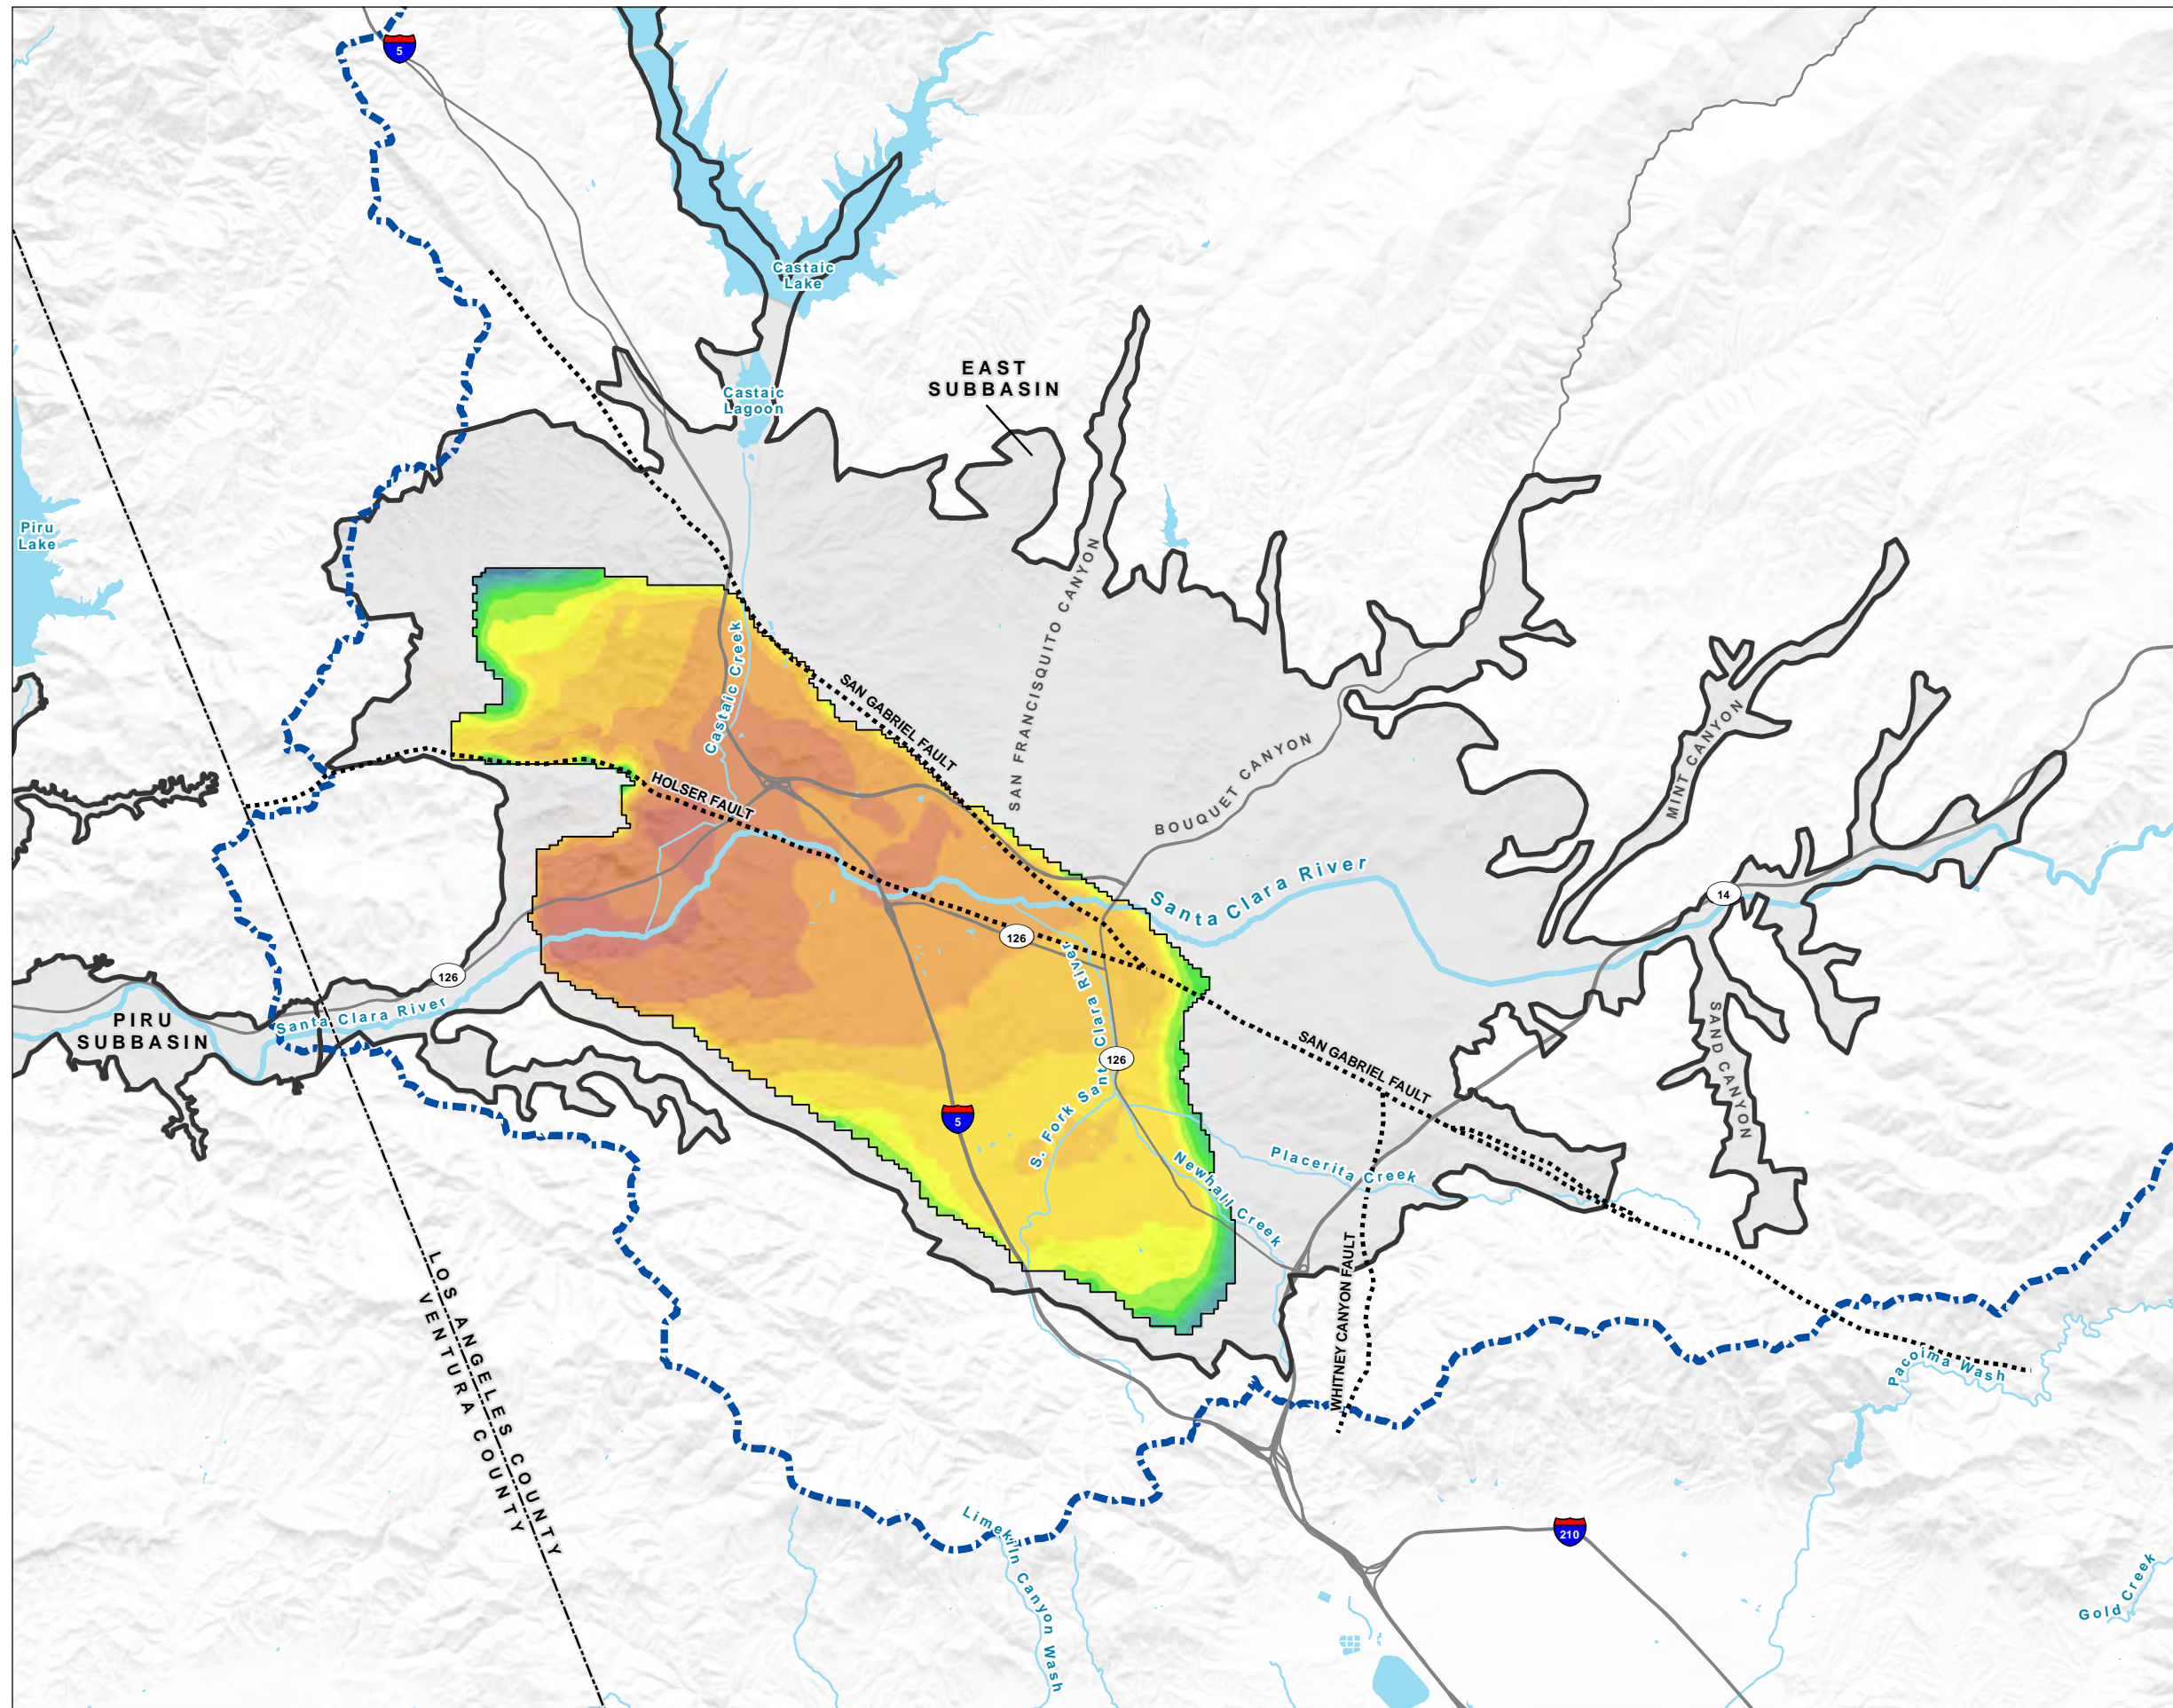 5
Castaic
Lake
EAST
SUBBASIN
Castaic
Lagoon
Piru
Lake
SAN FRANCISQUITO CANYON
Castaic Creek
SAN GABRIEL FAULT
BOUQUET CANYON
MINT CANYON
HOLSER FAULT
Santa Clara River
14
126
126
PIRU
SUBBASIN
Santa Clara River
S. Fork Santa Clara River
126
SAN GABRIEL FAULT
SAND CANYON
5
Placerita Creek
Newhall Creek
WHITNEY CANYON FAULT
LOS ANGELES COUNTY
VENTURA COUNTY
Pacoima Wash
Limekiln Canyon Wash
210
Gold Creek